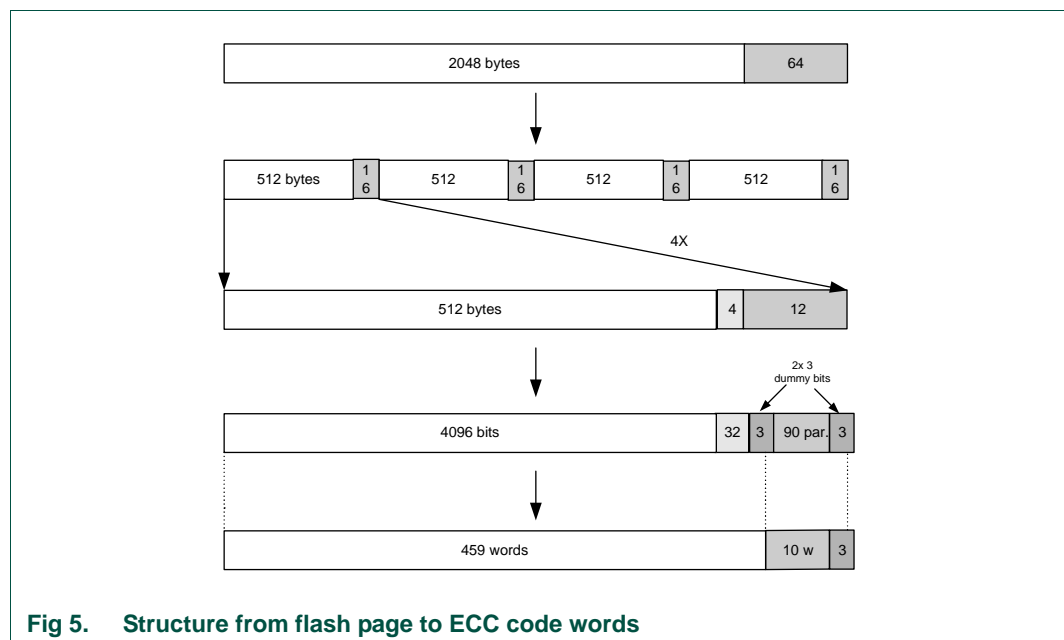 2048 bytes 64
512 bytes 1 6 512 1 6 512 1 6 512 1 6
4X
512 bytes 4 12
2x 3
dummy bits
4096 bits 32 3 90 par. 3
459 words 10 w 3
Fig 5. Structure from flash page to ECC code words